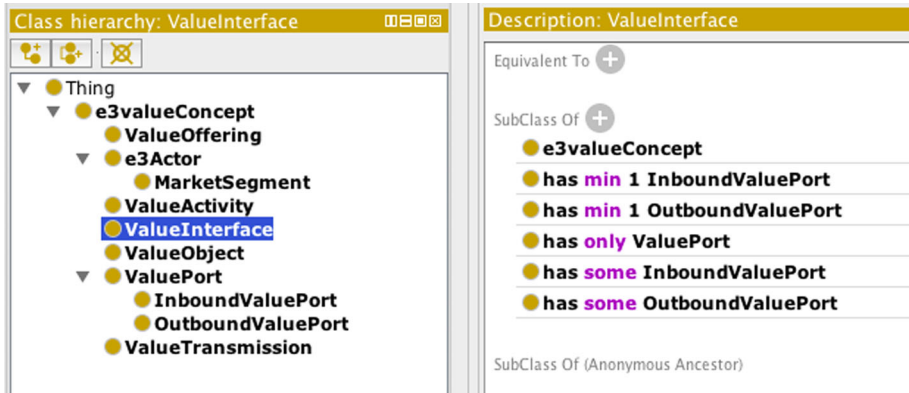 Class hierarchy: ValueInterface
Thing
e3valueConcept
ValueOffering
e3Actor
MarketSegment
ValueActivity
ValueInterface
ValueObject
ValuePort
InboundValuePort
OutboundValuePort
ValueTransmission
Description: ValueInterface
Equivalent To
SubClass Of
e3valueConcept
has min 1 InboundValuePort
has min 1 OutboundValuePort
has only ValuePort
has some InboundValuePort
has some OutboundValuePort
SubClass Of (Anonymous Ancestor)